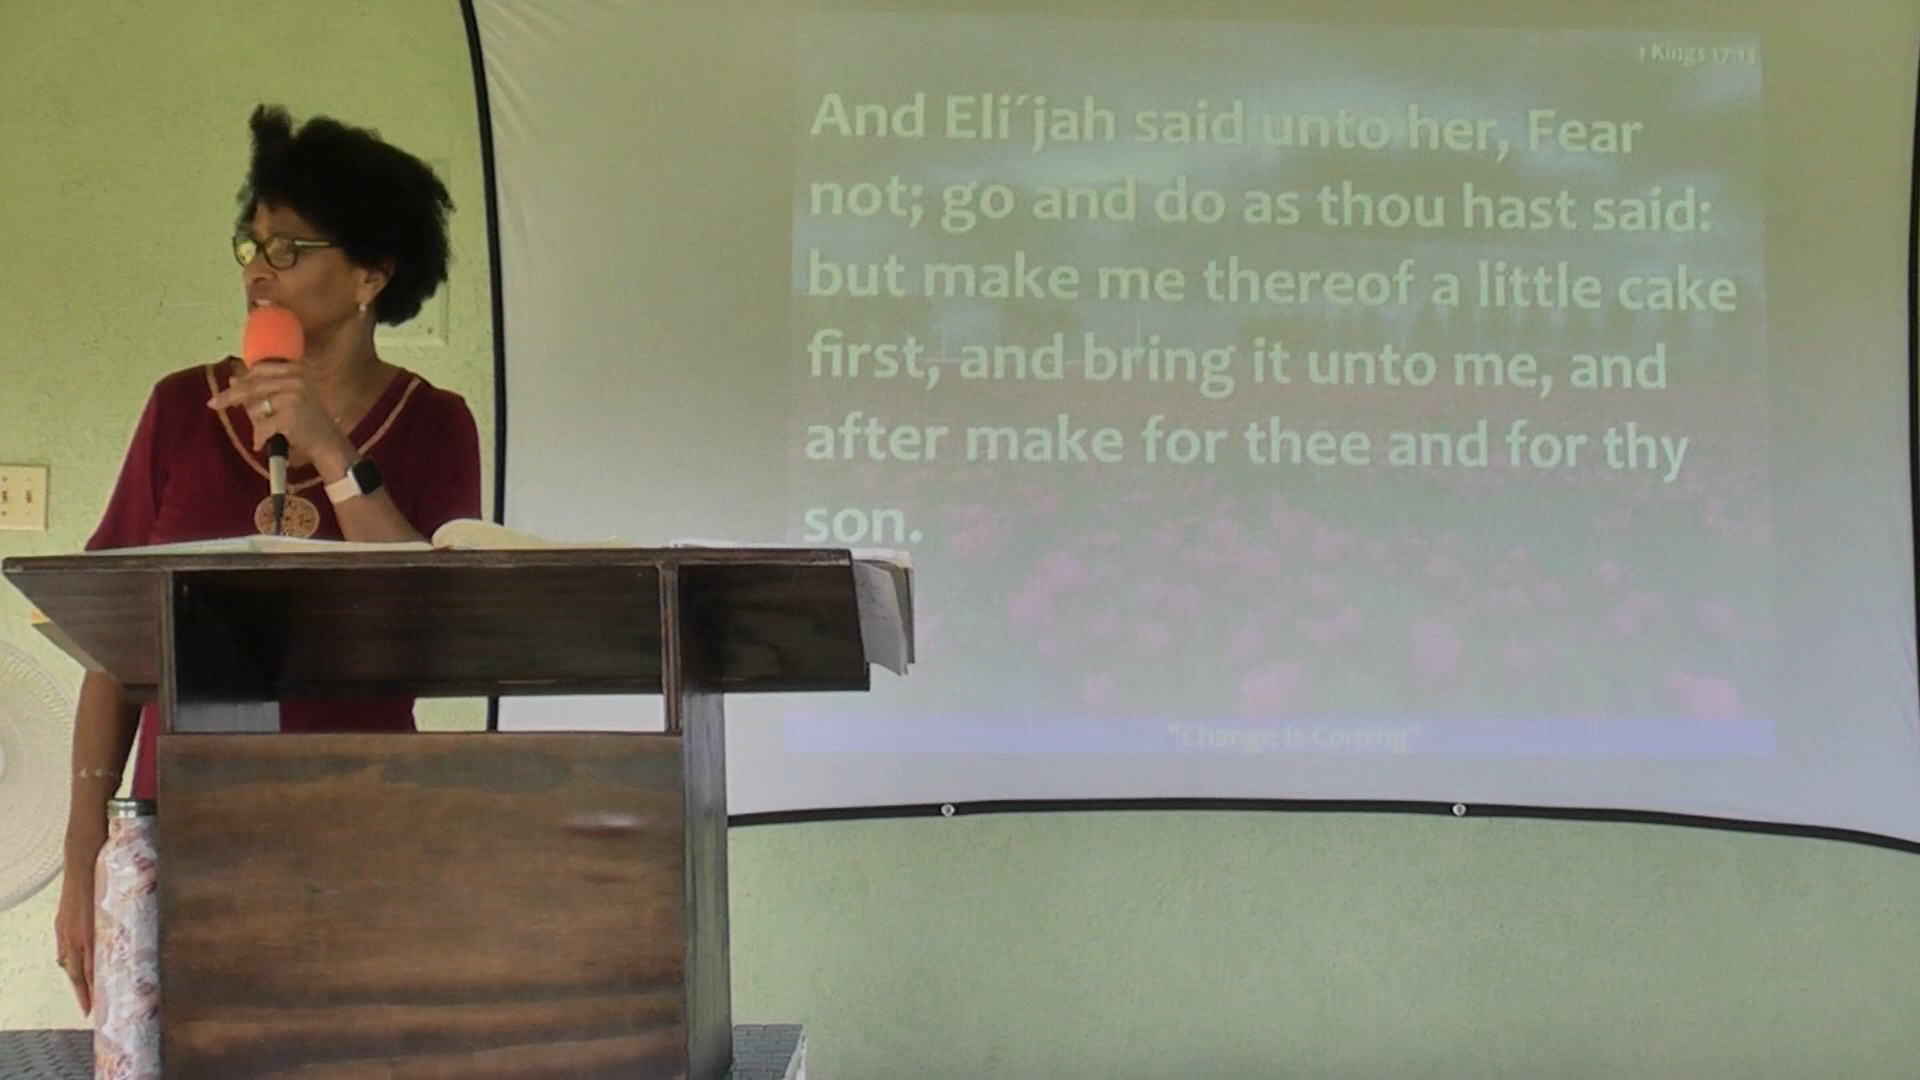 1 Kings 17:13
And Eli´jah said unto her, Fear
not; go and do as thou hast said:
but make me thereof a little cake
first, and bring it unto me, and
after make for thee and for thy
son.
"Change Is Coming"